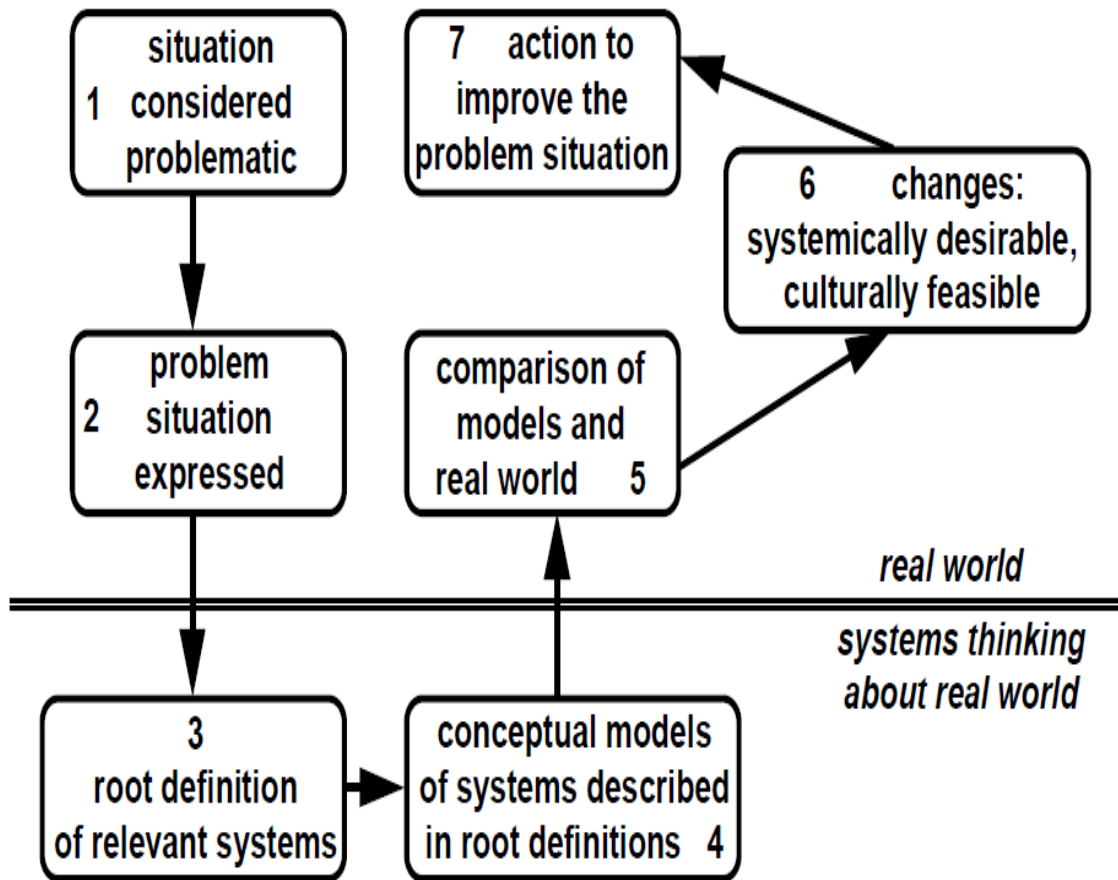 situation
1 considered
problematic
problem
2 situation
expressed
3
root definition
of relevant systems
conceptual models
of systems described
in root definitions 4
comparison of
models and
real world 5
6 changes:
systemically desirable,
culturally feasible
7 action to
improve the
problem situation
real world
systems thinking
about real world